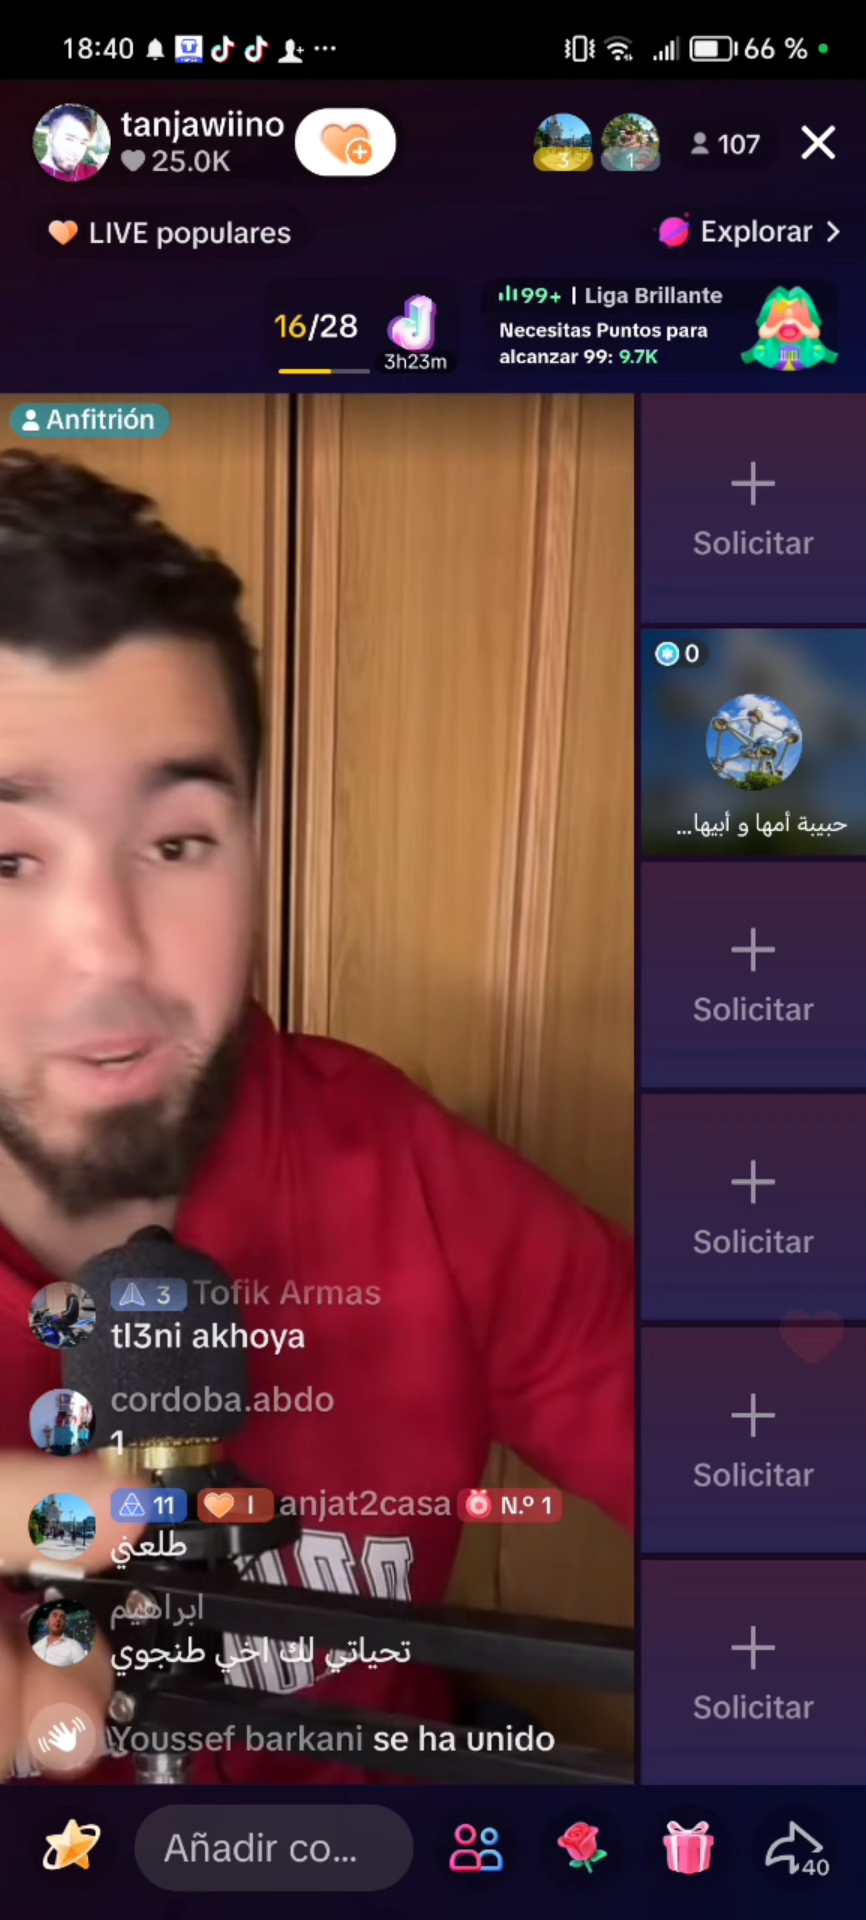 18:40
66 %
tanjawiino
25.0K
3
1
107
LIVE populares
Explorar
16/28
3h23m
99+ | Liga Brillante
Necesitas Puntos para
alcanzar 99: 9.7K
Anfitrión
Solicitar
0
حبيبة أمها و أبيها...
Solicitar
Solicitar
Solicitar
Solicitar
3 Tofik Armas
tl3ni akhoya
cordoba.abdo
1
11 I anjat2casa N.º 1
طلعني
ابراهيم
تحياتي لك اخي طنجوي
Youssef barkani se ha unido
Añadir co...
40